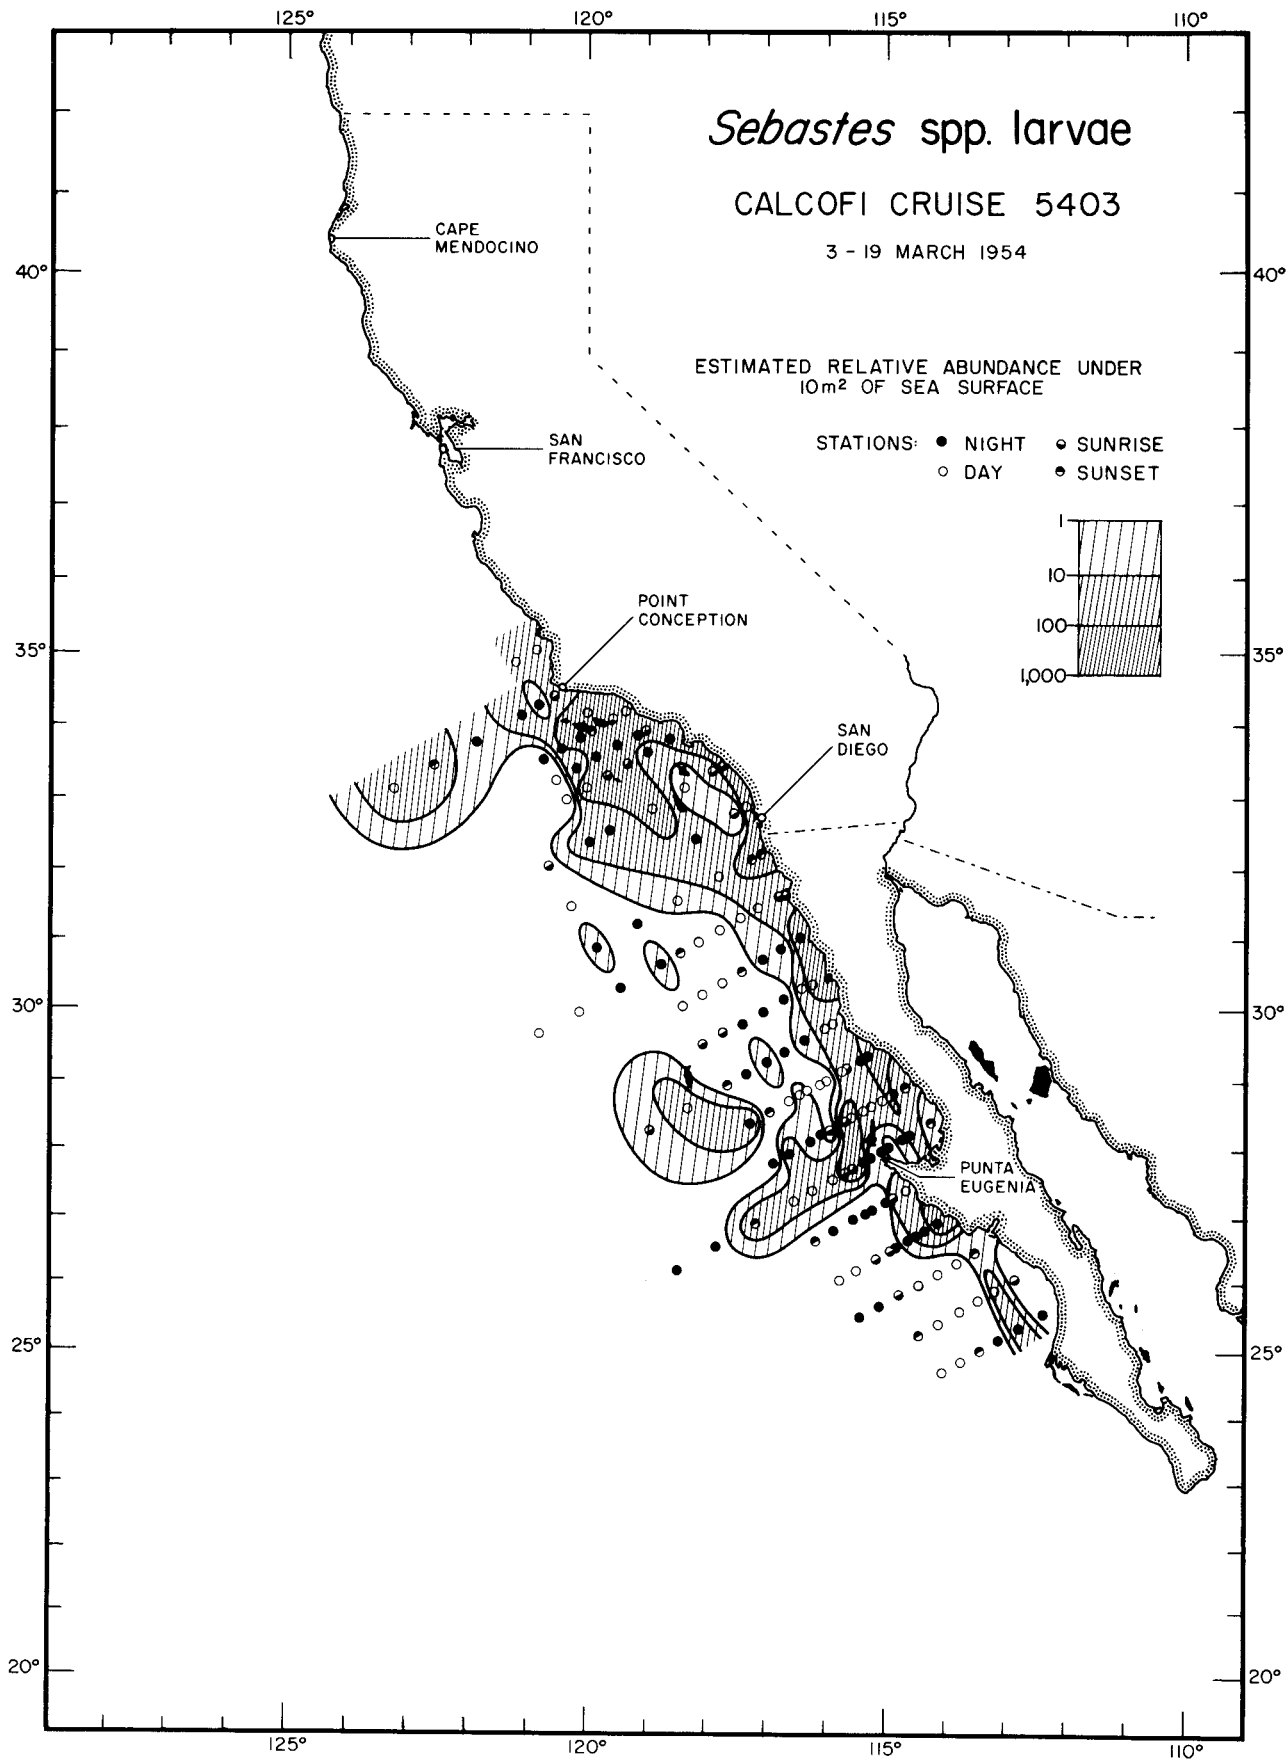 125° 120° 115° 110°
Sebastes spp. larvae
CALCOFI CRUISE 5403
3 – 19 MARCH 1954
CAPE
MENDOCINO
40° 40°
ESTIMATED RELATIVE ABUNDANCE UNDER
10m² OF SEA SURFACE
STATIONS: NIGHT SUNRISE
DAY SUNSET
SAN
FRANCISCO
1
10
100
1,000
POINT
CONCEPTION
35° 35°
SAN
DIEGO
30° 30°
PUNTA
EUGENIA
25° 25°
20° 20°
125° 120° 115° 110°